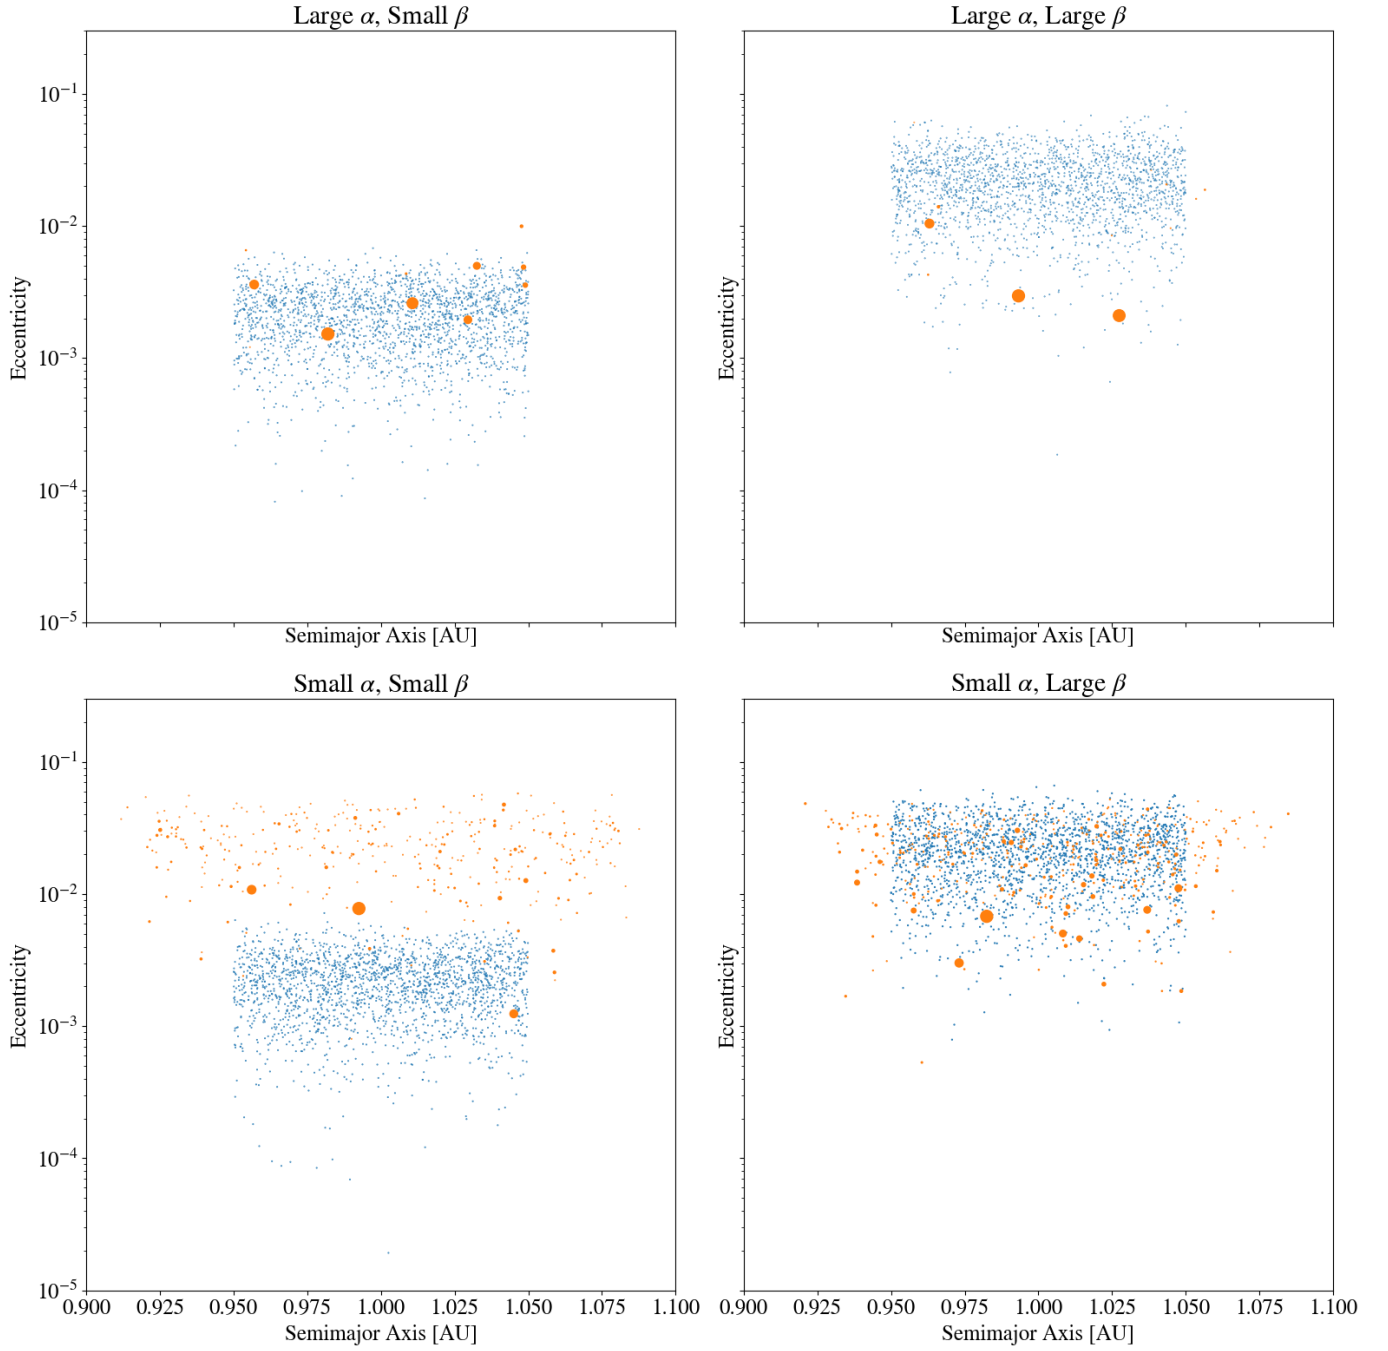 Large α, Small β
Large α, Large β
Eccentricity
10⁻¹
10⁻²
10⁻³
10⁻⁴
10⁻⁵
Semimajor Axis [AU]
Eccentricity
Semimajor Axis [AU]
Small α, Small β
Small α, Large β
Eccentricity
10⁻¹
10⁻²
10⁻³
10⁻⁴
10⁻⁵
0.900 0.925 0.950 0.975 1.000 1.025 1.050 1.075 1.100
Semimajor Axis [AU]
Eccentricity
0.900 0.925 0.950 0.975 1.000 1.025 1.050 1.075 1.100
Semimajor Axis [AU]